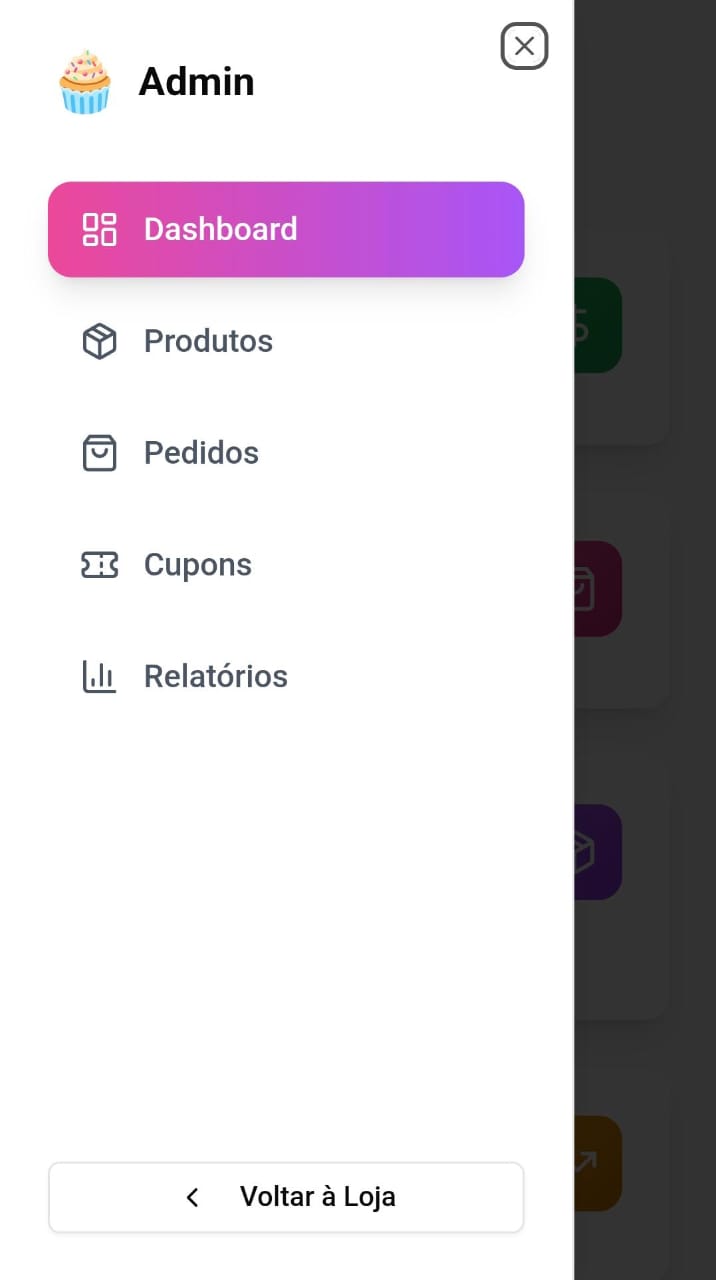 Admin
Dashboard
Produtos
Pedidos
Cupons
Relatórios
Voltar à Loja